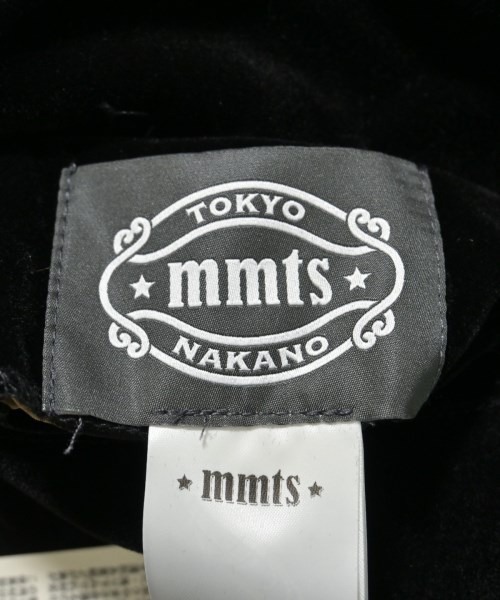 TOKYO
★ mmts ★
NAKANO
★ mmts ★